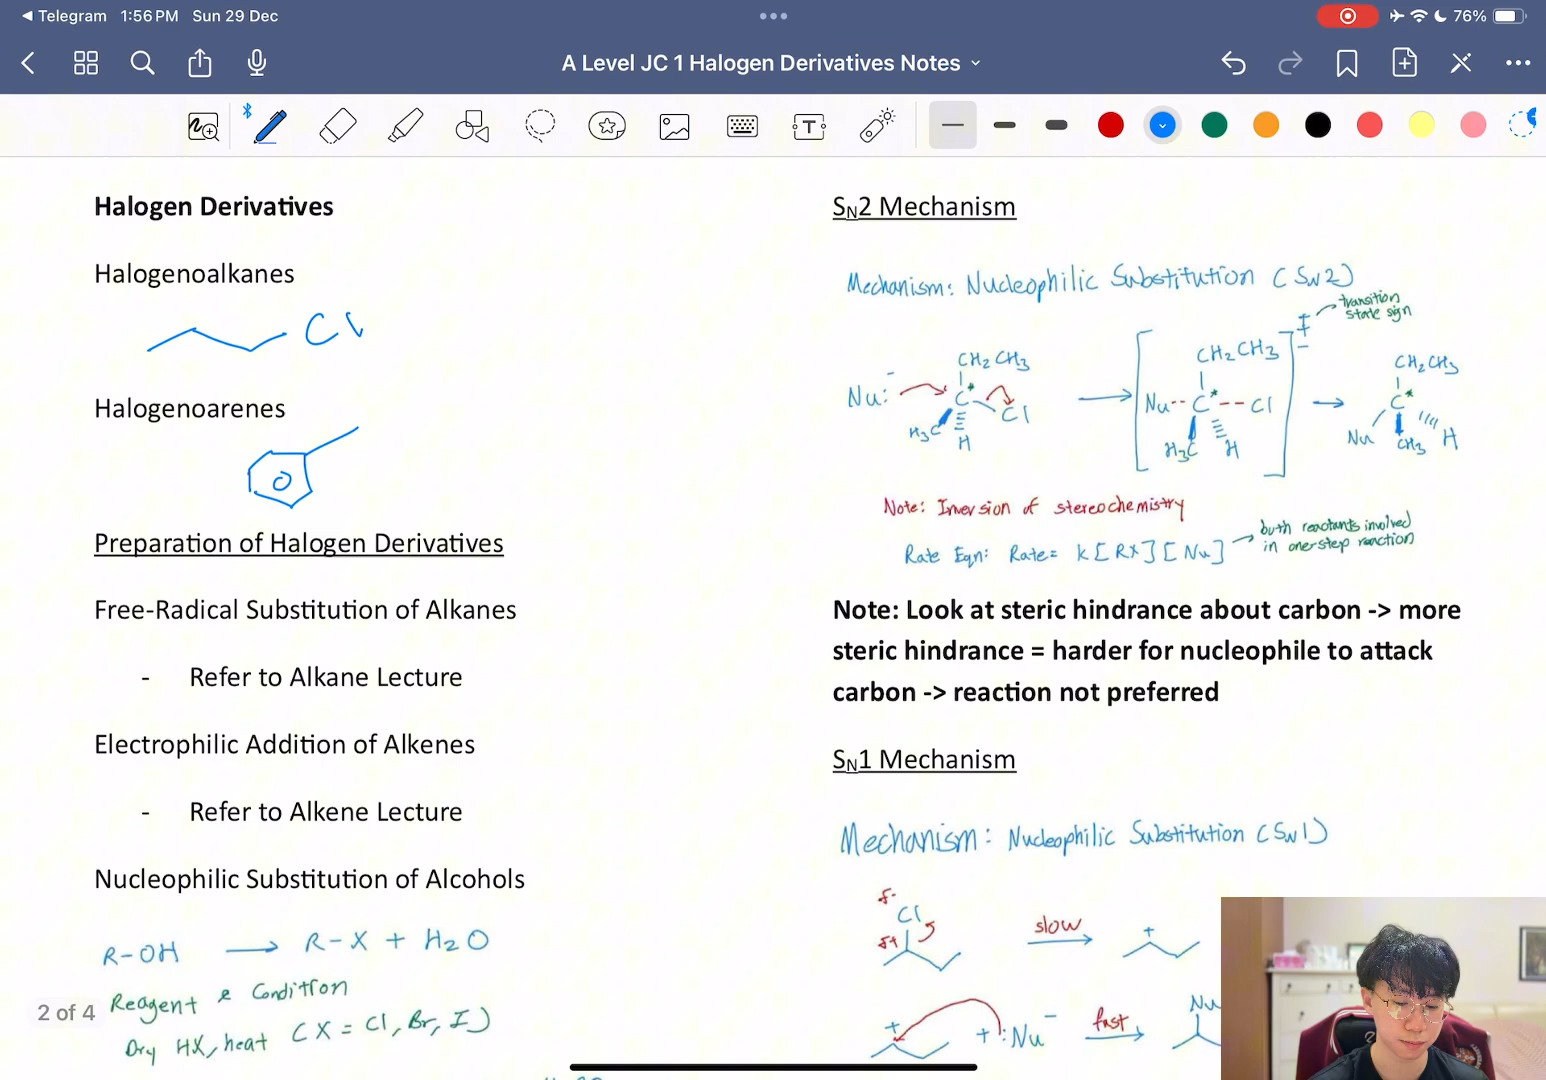 Telegram 1:56 PM Sun 29 Dec
76%
A Level JC 1 Halogen Derivatives Notes
Halogen Derivatives
Halogenoalkanes
Cl
Halogenoarenes
Preparation of Halogen Derivatives
Free-Radical Substitution of Alkanes
- Refer to Alkane Lecture
Electrophilic Addition of Alkenes
- Refer to Alkene Lecture
Nucleophilic Substitution of Alcohols
R-OH → R-X + H₂O
Reagent & Condition
Dry HX, heat (X = Cl, Br, I)
2 of 4
S_N2 Mechanism
Mechanism: Nucleophilic Substitution (SN2)
transition
state sign
CH₂CH₃ CH₂CH₃ CH₂CH₃
Nu:⁻ C* Cl → [Nu--C*--Cl]‡ → C*
H₃C H H₃C H Nu CH₃ H
Note: Inversion of stereochemistry
both reactants involved
in one-step reaction
Rate Eqn: Rate = k[RX][Nu]
Note: Look at steric hindrance about carbon -> more
steric hindrance = harder for nucleophile to attack
carbon -> reaction not preferred
S_N1 Mechanism
Mechanism: Nucleophilic Substitution (SN1)
δ-
Cl
δ+ slow +
+ + :Nu⁻ fast Nu